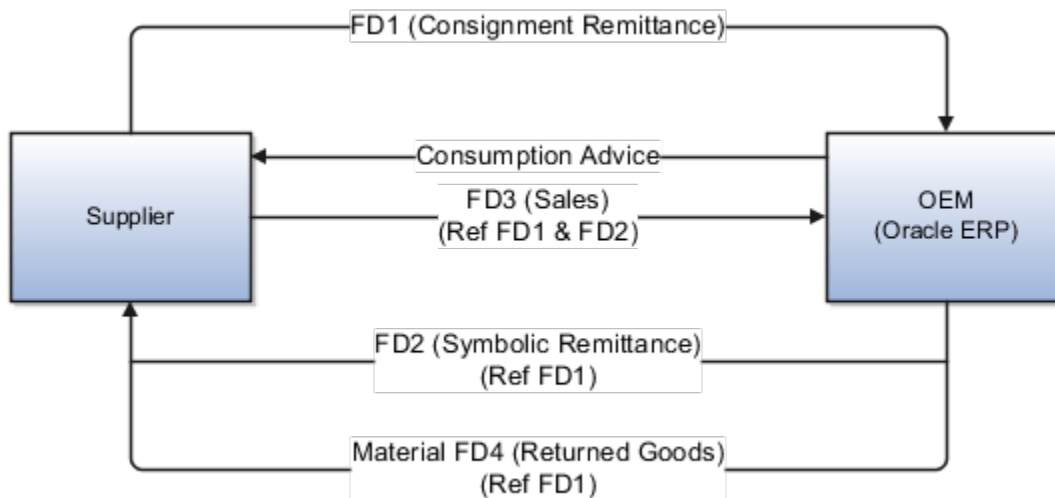 FD1 (Consignment Remittance)
Consumption Advice
Supplier
FD3 (Sales)
(Ref FD1 & FD2)
OEM
(Oracle ERP)
FD2 (Symbolic Remittance)
(Ref FD1)
Material FD4 (Returned Goods)
(Ref FD1)